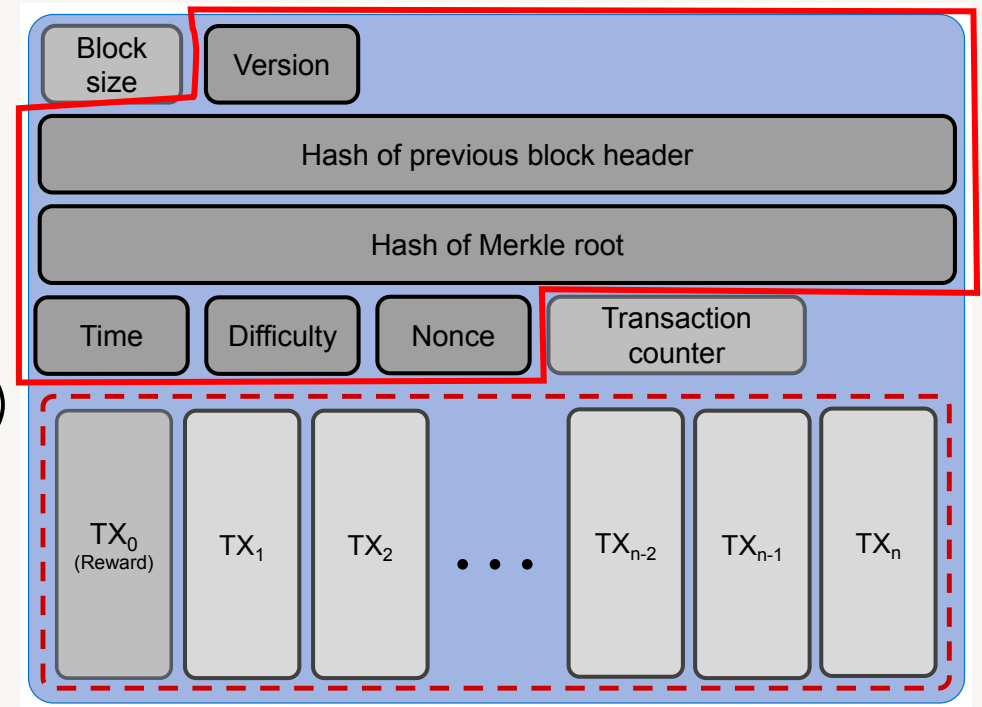 Block
size
Version
Hash of previous block header
Hash of Merkle root
Time
Difficulty
Nonce
Transaction
counter
)
TX0
(Reward)
TX1
TX2
. . .
TXn-2
TXn-1
TXn